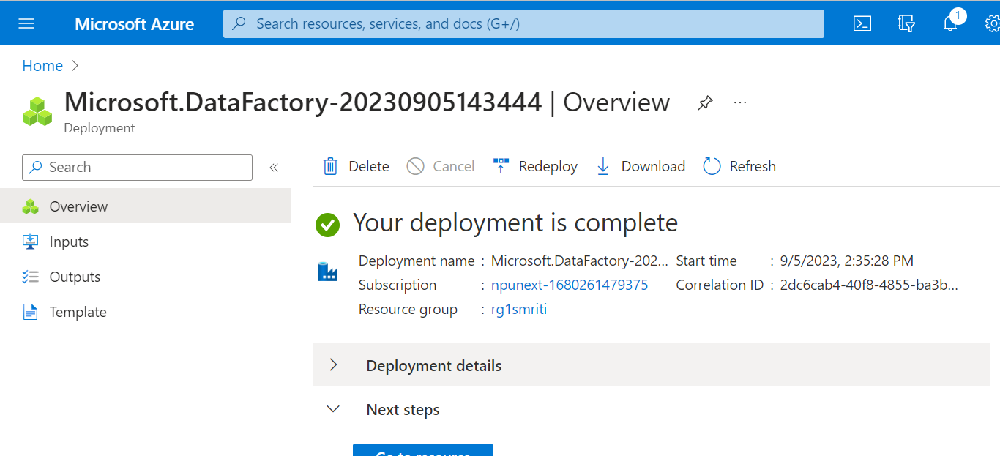 Microsoft Azure
Search resources, services, and docs (G+/)
1
Home
Microsoft.DataFactory-20230905143444 | Overview
Deployment
Search
Delete
Cancel
Redeploy
Download
Refresh
Overview
Inputs
Outputs
Template
Your deployment is complete
Deployment name : Microsoft.DataFactory-202... Start time : 9/5/2023, 2:35:28 PM
Subscription : npunext-1680261479375 Correlation ID : 2dc6cab4-40f8-4855-ba3b...
Resource group : rg1smriti
Deployment details
Next steps
Go to resource